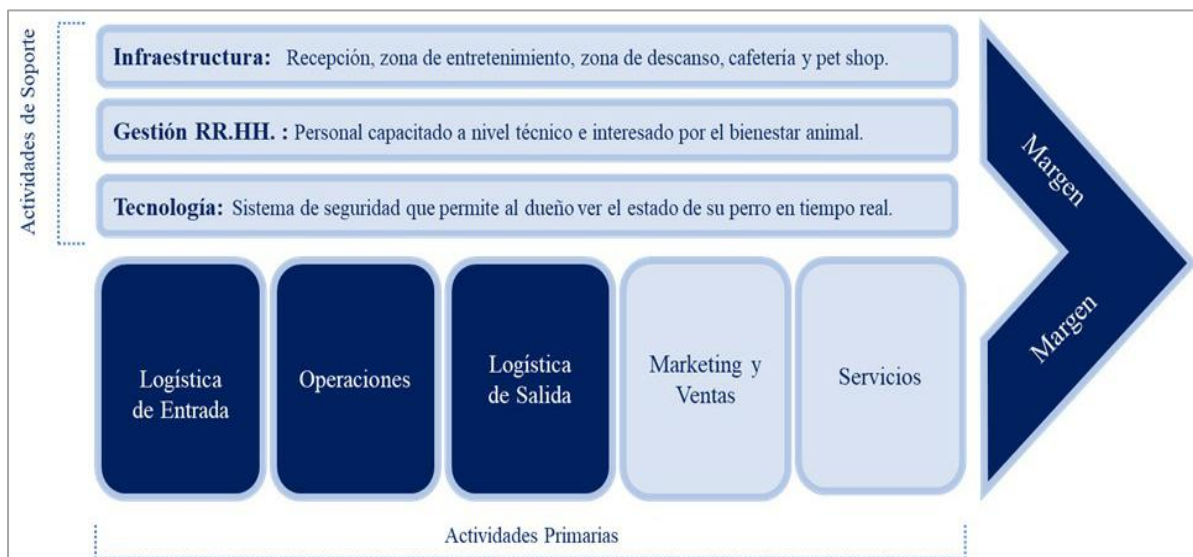 Actividades de Soporte
Infraestructura: Recepción, zona de entretenimiento, zona de descanso, cafetería y pet shop.
Gestión RR.HH. : Personal capacitado a nivel técnico e interesado por el bienestar animal.
Tecnología: Sistema de seguridad que permite al dueño ver el estado de su perro en tiempo real.
Logística
de Entrada
Operaciones
Logística
de Salida
Marketing y
Ventas
Servicios
Margen
Margen
Actividades Primarias